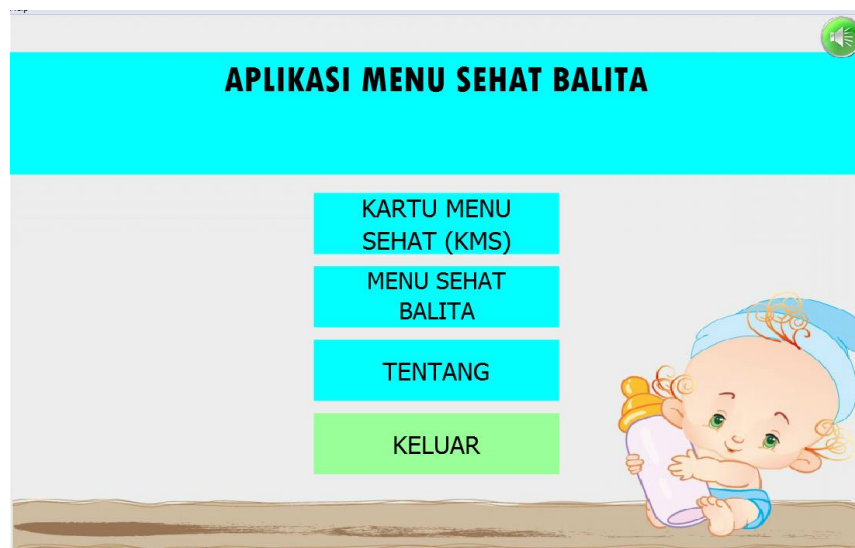 APLIKASI MENU SEHAT BALITA
KARTU MENU
SEHAT (KMS)
MENU SEHAT
BALITA
TENTANG
KELUAR